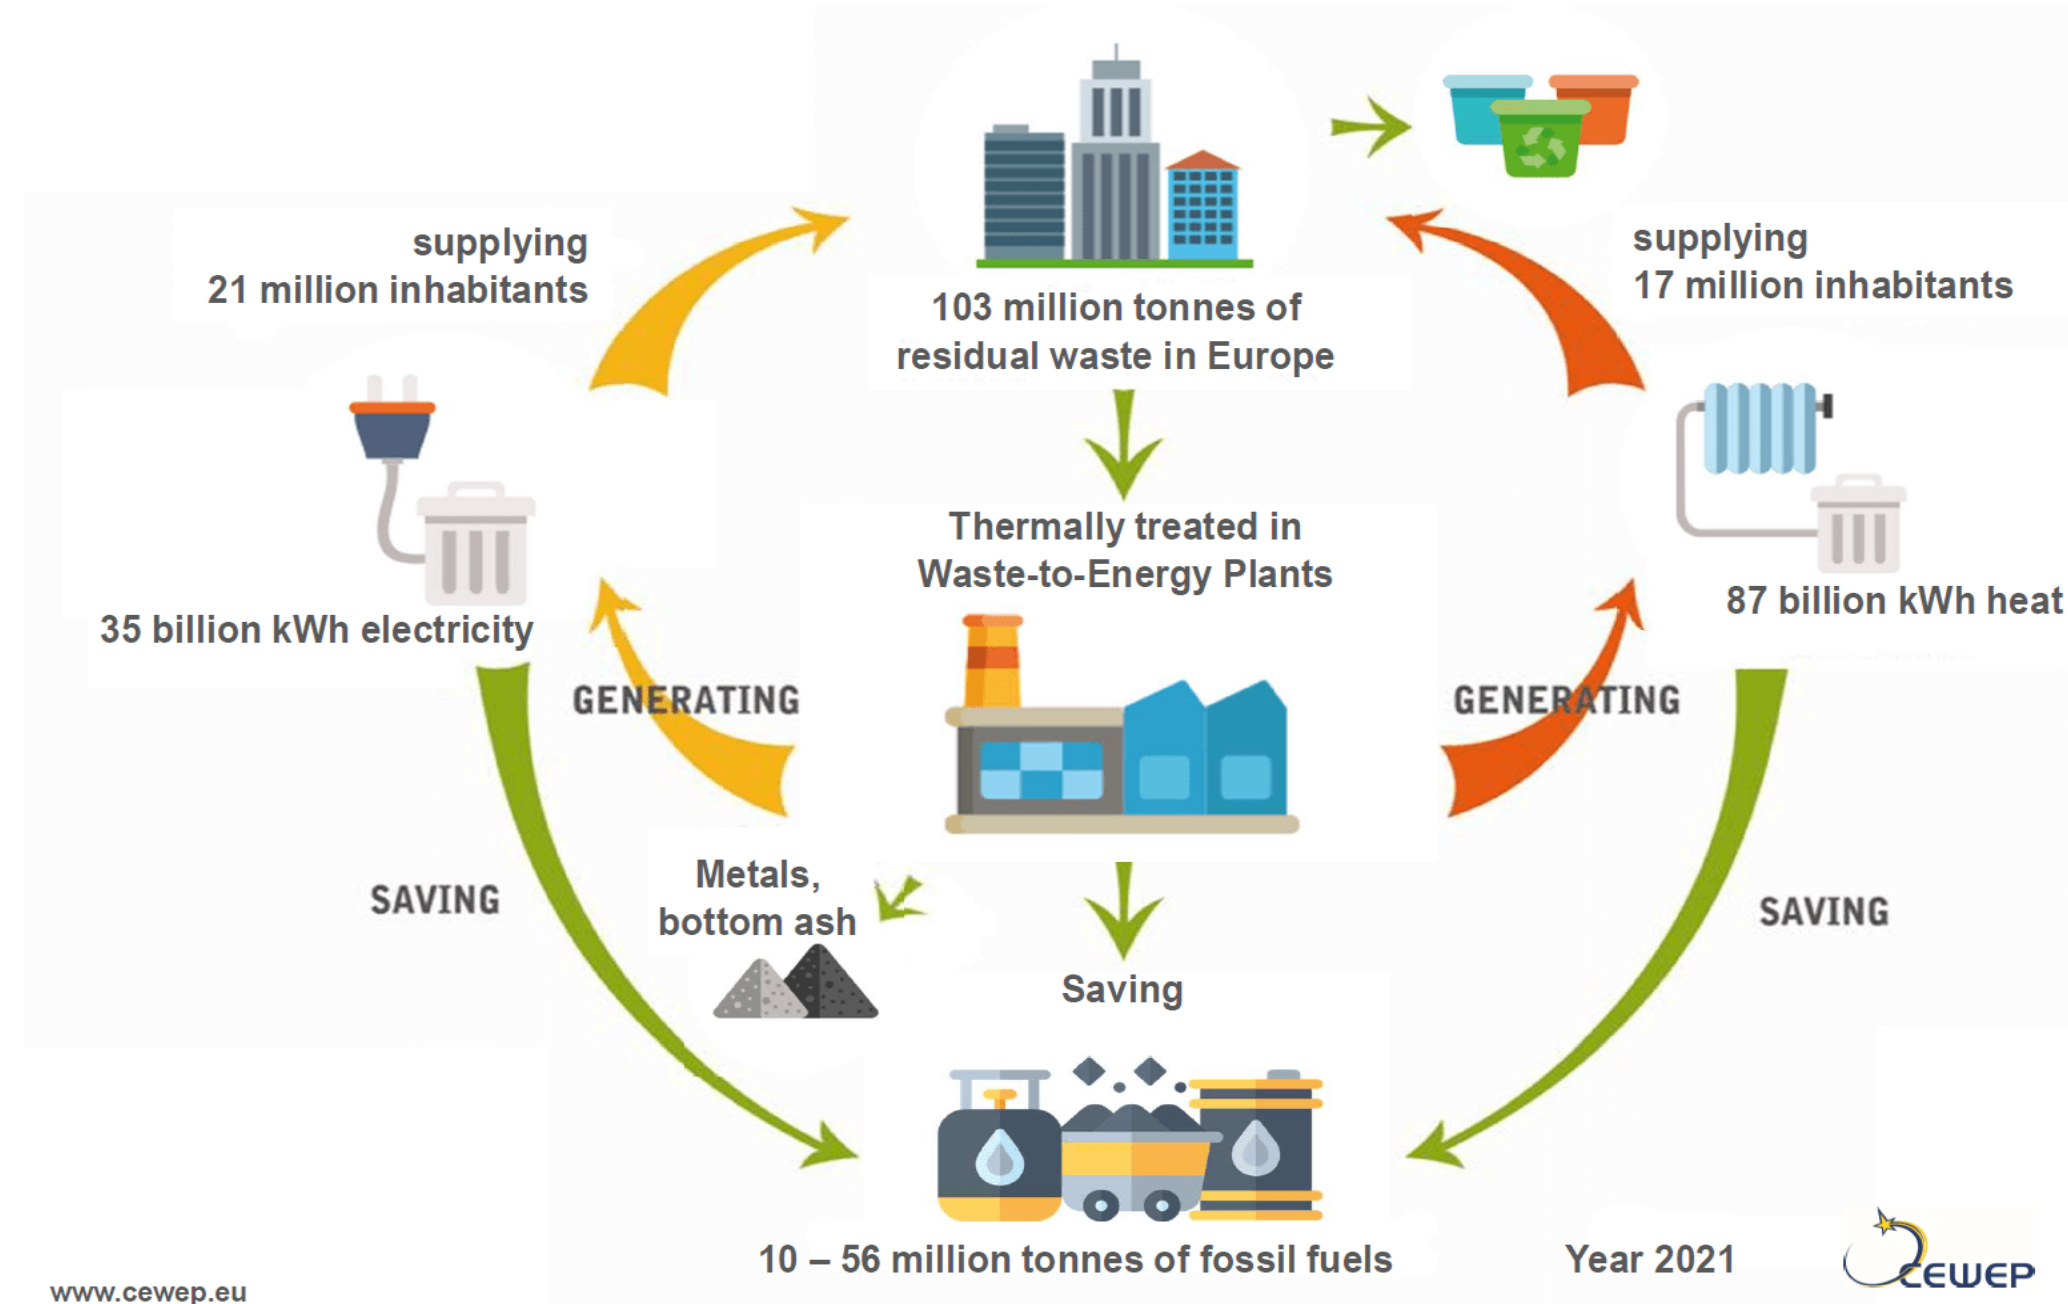 supplying
21 million inhabitants
supplying
17 million inhabitants
103 million tonnes of
residual waste in Europe
Thermally treated in
Waste-to-Energy Plants
35 billion kWh electricity
87 billion kWh heat
GENERATING
GENERATING
SAVING
Metals,
bottom ash
SAVING
Saving
10 – 56 million tonnes of fossil fuels
Year 2021
CEWEP
www.cewep.eu